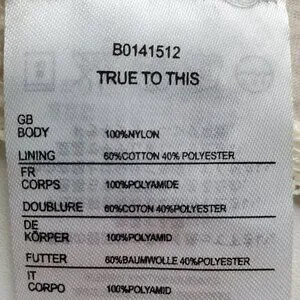 B0141512
TRUE TO THIS
GB
BODY 100%NYLON
LINING 60%COTTON 40% POLYESTER
FR
CORPS 100%POLYAMIDE
DOUBLURE 60%COTON 40%POLYESTER
DE
KÖRPER 100%POLYAMID
FUTTER 60%BAUMWOLLE 40%POLYESTER
IT
CORPO 100%POLYAMID